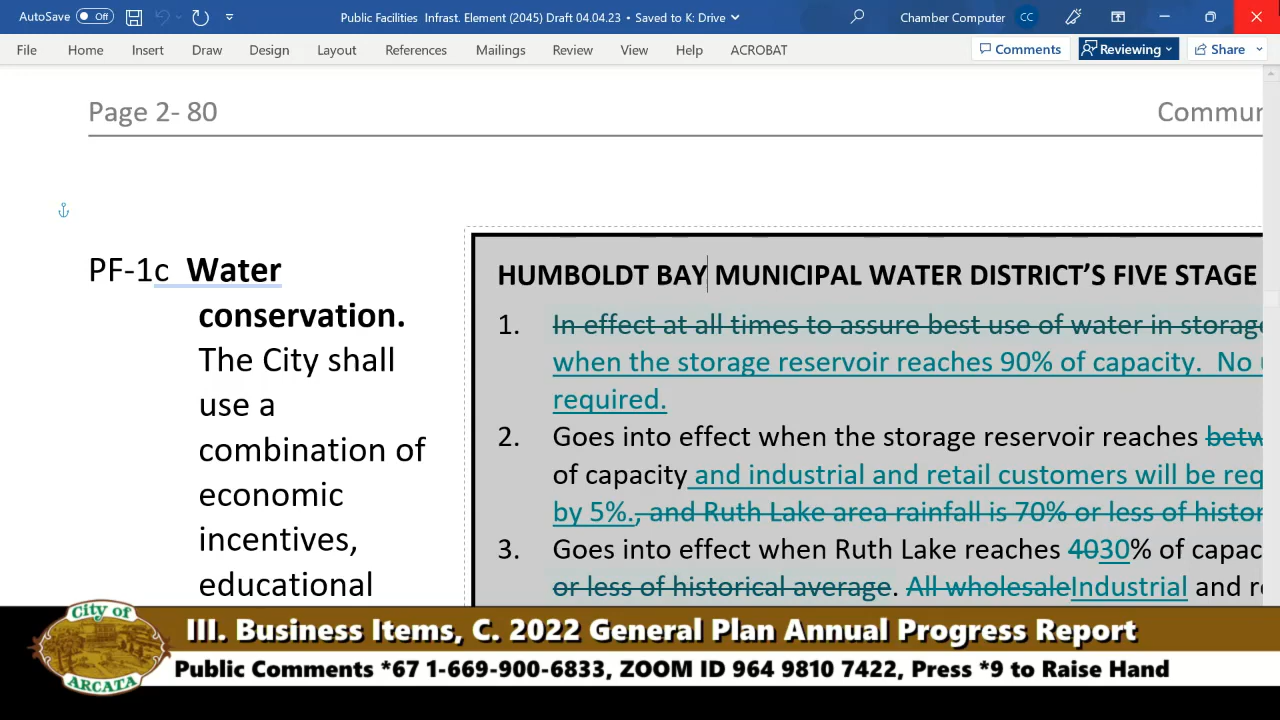 AutoSave Off Public Facilities Infrast. Element (2045) Draft 04.04.23 • Saved to K: Drive Chamber Computer CC
File Home Insert Draw Design Layout References Mailings Review View Help ACROBAT Comments Reviewing Share
Page 2- 80 Commun
PF-1c Water
conservation.
The City shall
use a
combination of
economic
incentives,
educational
HUMBOLDT BAY MUNICIPAL WATER DISTRICT’S FIVE STAGE
1. In effect at all times to assure best use of water in storage
when the storage reservoir reaches 90% of capacity. No
required.
2. Goes into effect when the storage reservoir reaches betw
of capacity and industrial and retail customers will be req
by 5%., and Ruth Lake area rainfall is 70% or less of histor
3. Goes into effect when Ruth Lake reaches 4030% of capac
or less of historical average. All wholesaleIndustrial and re
City of
ARCATA
III. Business Items, C. 2022 General Plan Annual Progress Report
Public Comments *67 1-669-900-6833, ZOOM ID 964 9810 7422, Press *9 to Raise Hand